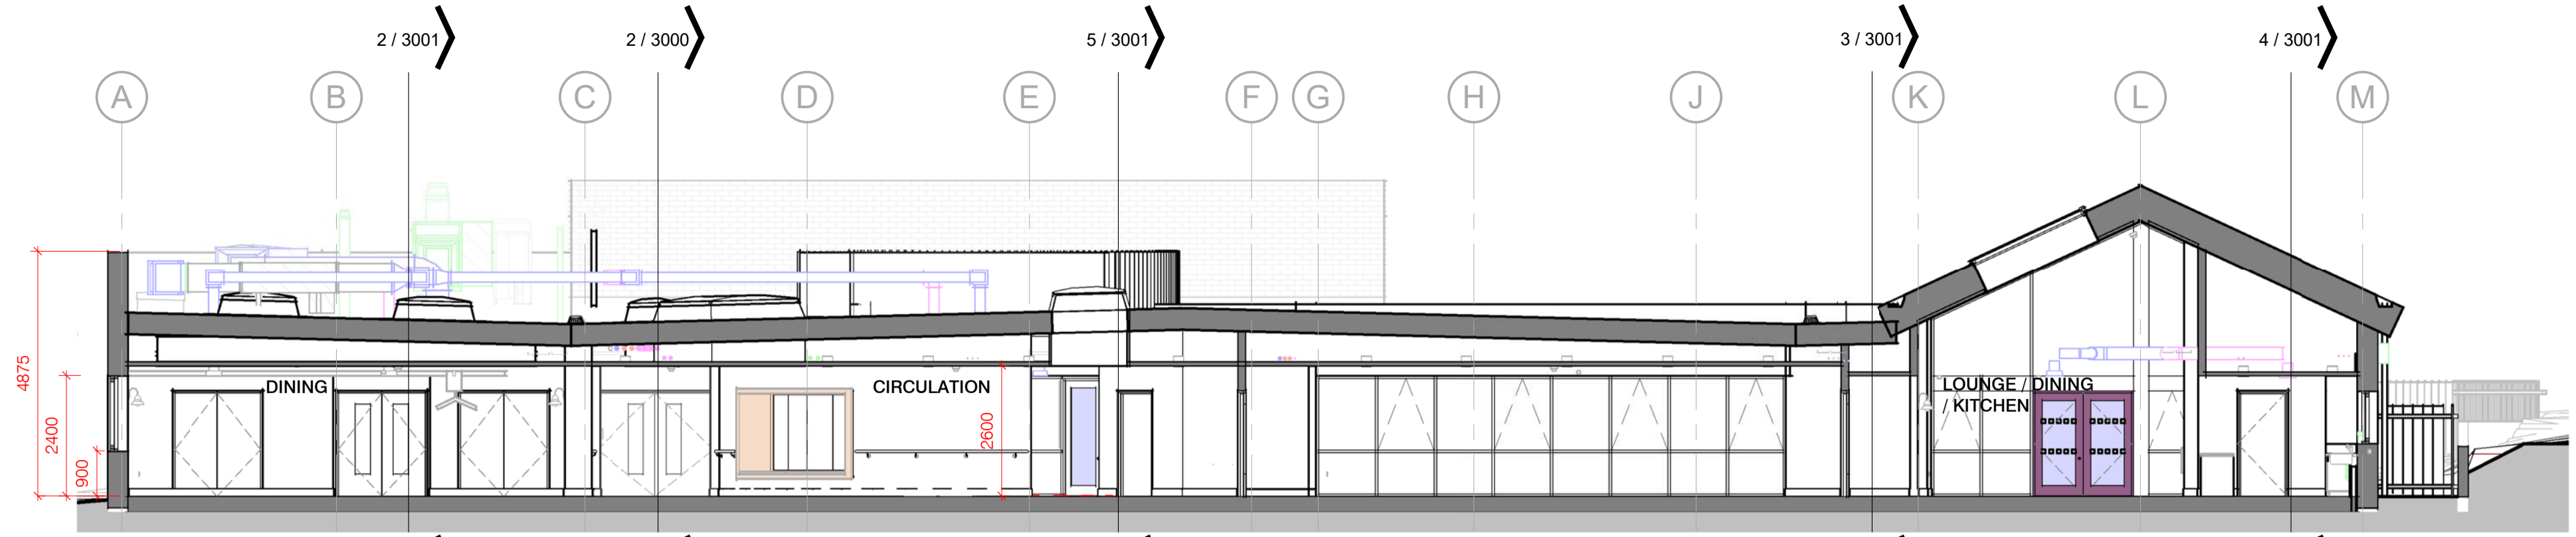 2 / 3001
2 / 3000
5 / 3001
3 / 3001
4 / 3001
A
B
C
D
E
F
G
H
J
K
L
M
4875
2400
900
DINING
CIRCULATION
2600
LOUNGE / DINING
/ KITCHEN